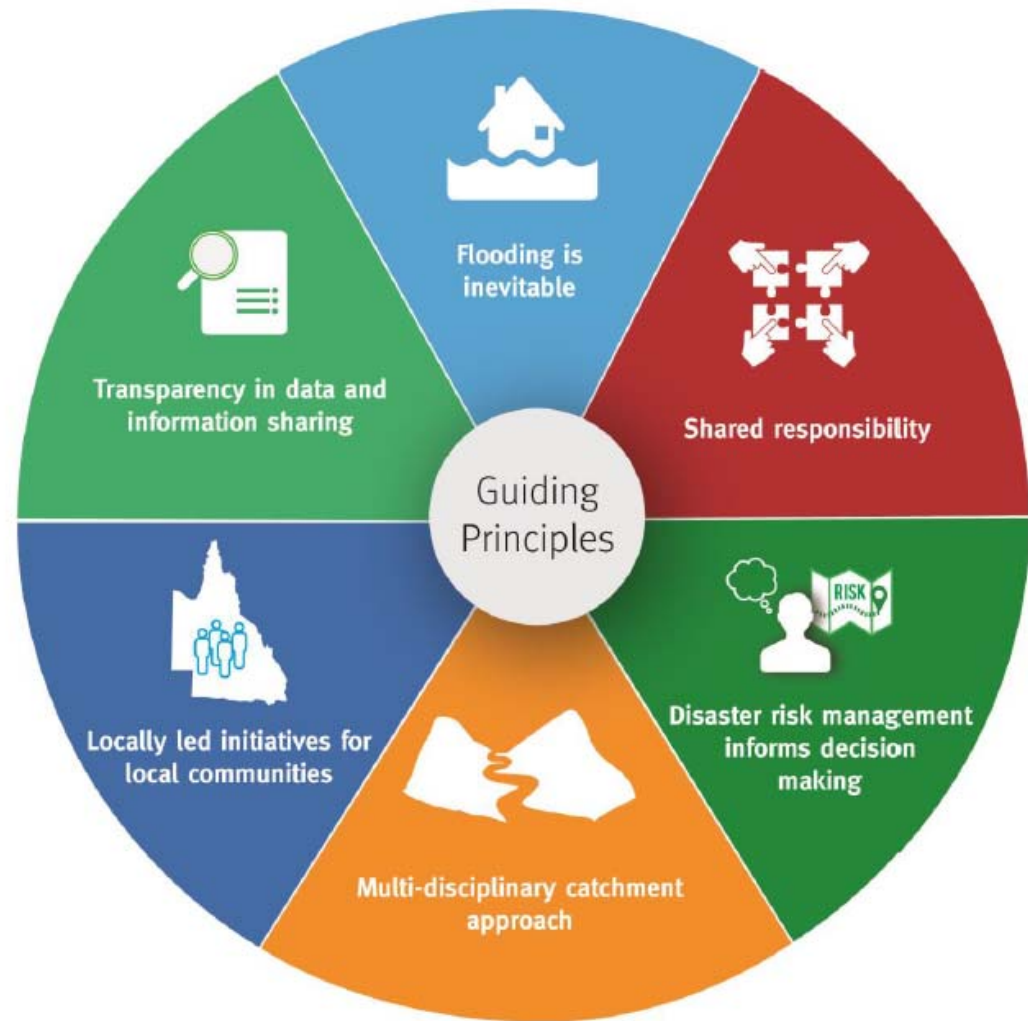 Flooding is
inevitable
Shared responsibility
RISK
Disaster risk management
informs decision
making
Multi-disciplinary catchment
approach
Locally led initiatives for
local communities
Transparency in data and
information sharing
Guiding
Principles